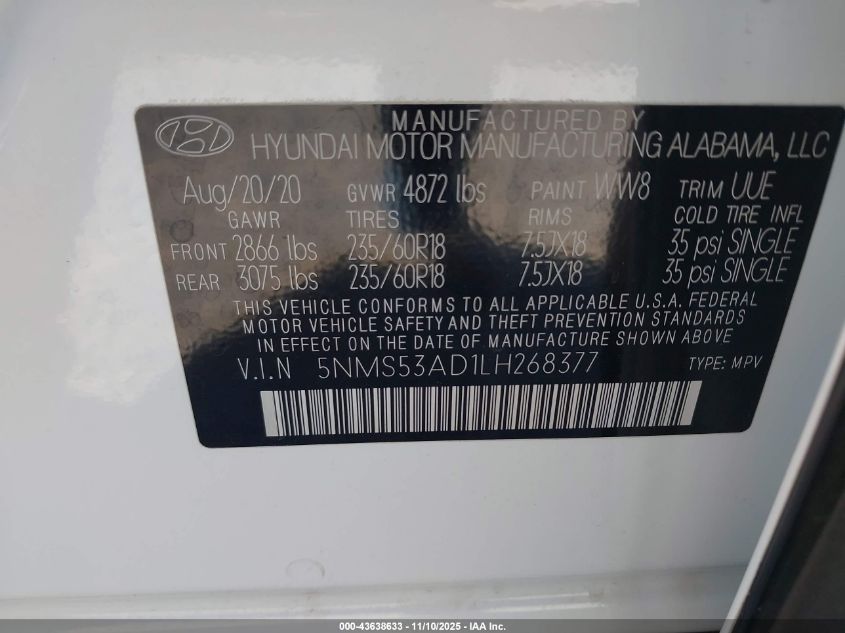 MANUFACTURED BY
HYUNDAI MOTOR MANUFACTURING ALABAMA, LLC
Aug/20/20 GVWR 4872 lbs PAINT WW8 TRIM UUE
GAWR TIRES RIMS COLD TIRE INFL
FRONT 2866 lbs 235/60R18 7.5JX18 35 psi SINGLE
REAR 3075 lbs 235/60R18 7.5JX18 35 psi SINGLE
THIS VEHICLE CONFORMS TO ALL APPLICABLE U.S.A. FEDERAL
MOTOR VEHICLE SAFETY AND THEFT PREVENTION STANDARDS
IN EFFECT ON THE DATE OF MANUFACTURE SHOWN ABOVE
V.I.N 5NMS53AD1LH268377 TYPE: MPV
000-43638633 — 11/10/2025 — IAA Inc.